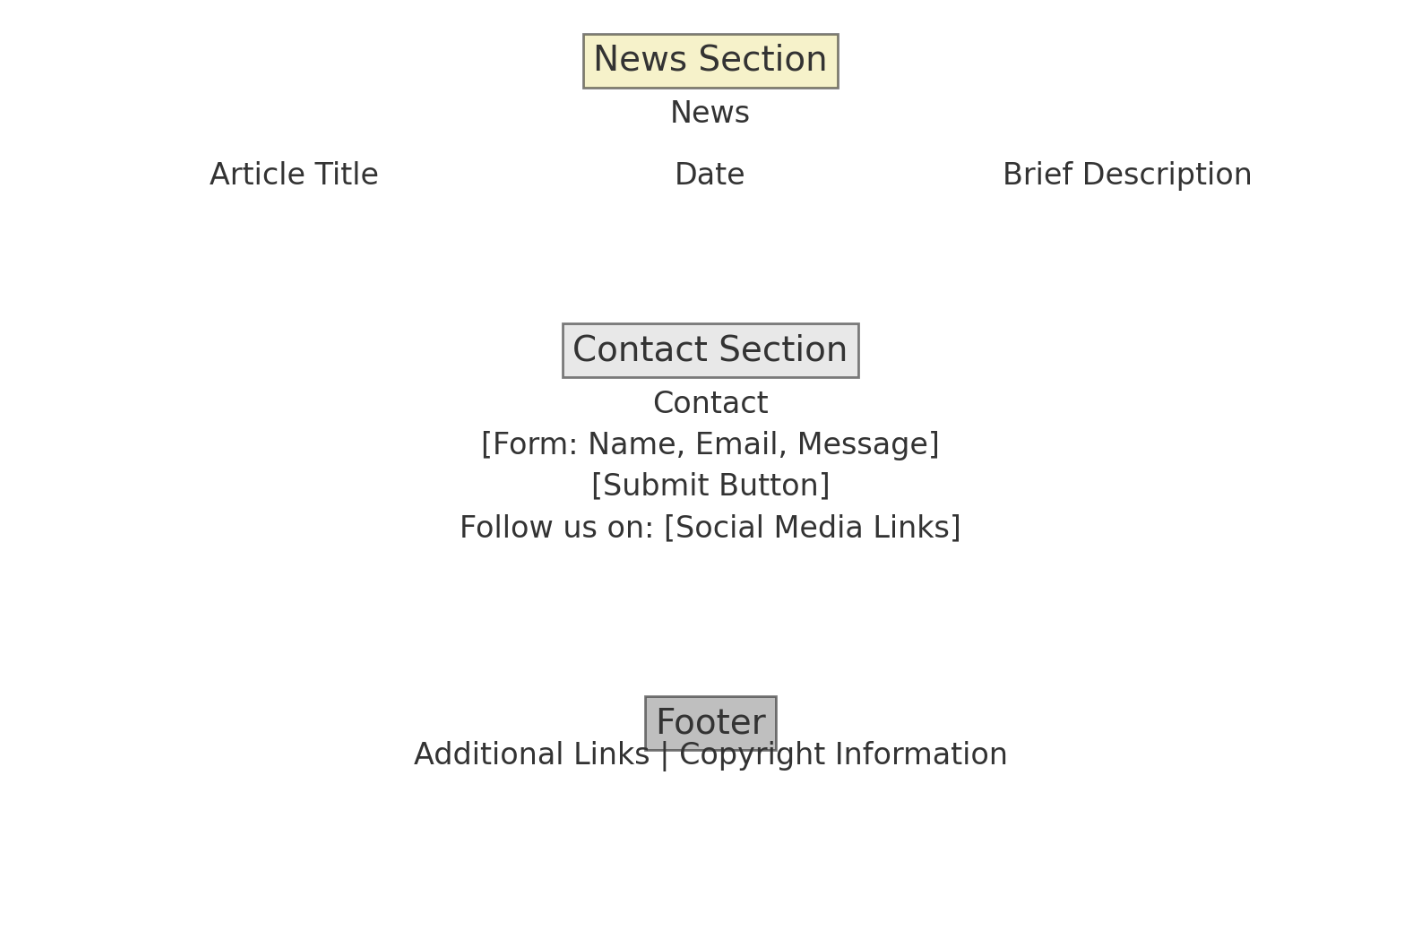 News Section
News
Article Title Date Brief Description
Contact Section
Contact
[Form: Name, Email, Message]
[Submit Button]
Follow us on: [Social Media Links]
Footer
Additional Links | Copyright Information